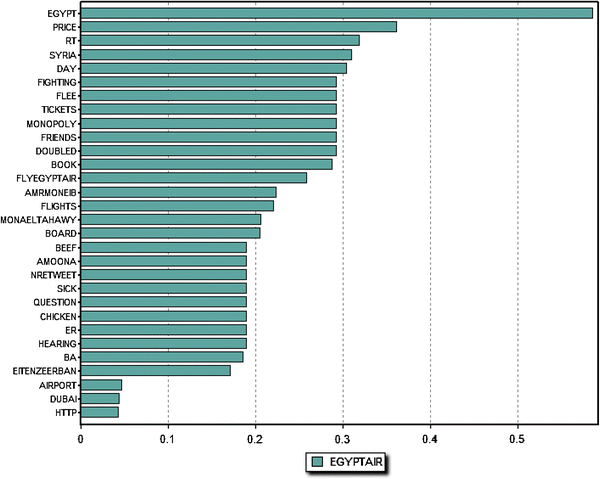 EGYPT
PRICE
RT
SYRIA
DAY
FIGHTING
FLEE
TICKETS
MONOPOLY
FRIENDS
DOUBLED
BOOK
FLYEGYPTAIR
AMRMONEIB
FLIGHTS
MONAELTAHAWY
BOARD
BEEF
AMOONA
NRETWEET
SICK
QUESTION
CHICKEN
ER
HEARING
BA
EITENZEERBAN
AIRPORT
DUBAI
HTTP
0 0.1 0.2 0.3 0.4 0.5
EGYPTAIR